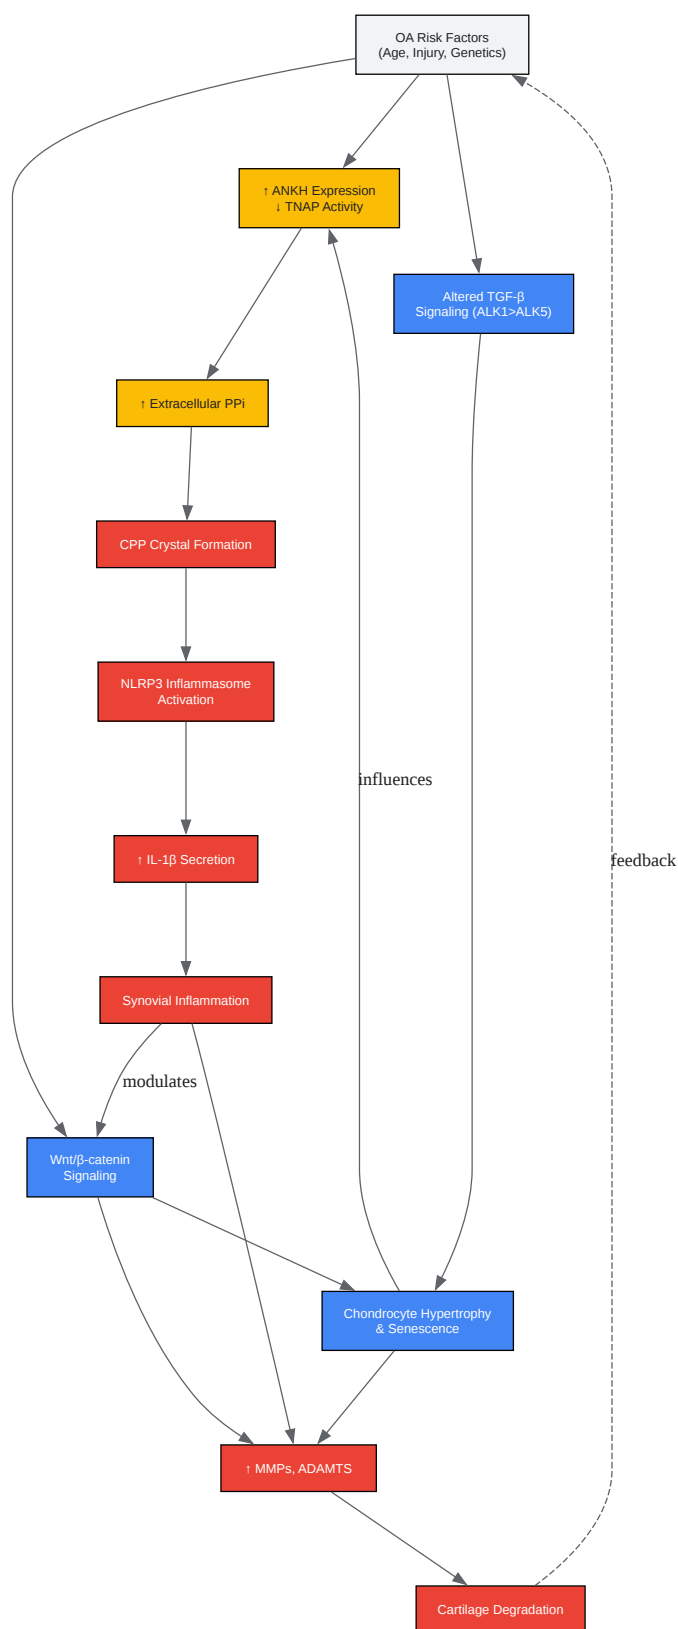 OA Risk Factors
(Age, Injury, Genetics)
↑ ANKH Expression
↓ TNAP Activity
Altered TGF-β
Signaling (ALK1>ALK5)
↑ Extracellular PPi
CPP Crystal Formation
NLRP3 Inflammasome
Activation
influences
↑ IL-1β Secretion
feedback
Synovial Inflammation
modulates
Wnt/β-catenin
Signaling
Chondrocyte Hypertrophy
& Senescence
↑ MMPs, ADAMTS
Cartilage Degradation